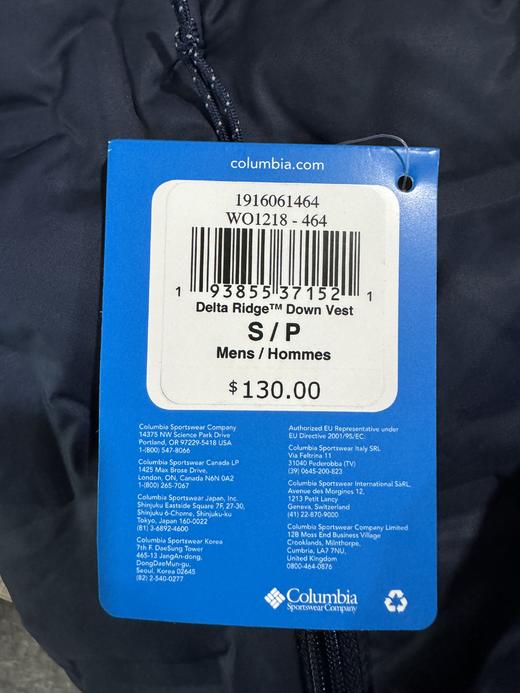 columbia.com
1916061464
WO1218 - 464
1 93855 37152 1
Delta Ridge™ Down Vest
S / P
Mens / Hommes
$130.00
Columbia Sportswear Company
14375 NW Science Park Drive
Portland, OR 97229-5418 USA
1-(800) 547-8066
Columbia Sportswear Canada LP
1425 Max Brose Drive,
London, ON, Canada N6N 0A2
1-(800) 265-7067
Columbia Sportswear Japan, Inc.
Shinjuku Eastside Square 7F, 27-30,
Shinjuku 6-Chome, Shinjuku-ku
Tokyo, Japan 160-0022
(81) 3-6892-4600
Columbia Sportswear Korea
7th F. DaeSung Tower
465-13 JangAn-dong,
DongDaeMun-gu,
Seoul, Korea 02645
(82) 2-540-0277
Authorized EU Representative under
EU Directive 2001/95/EC:
Columbia Sportswear Italy SRL
Via Feltrina 11
31040 Pederobba (TV)
(39) 0645-200-823
Columbia Sportswear International SàRL,
Avenue des Morgines 12,
1213 Petit Lancy
Geneva, Switzerland
(41) 22-870-9000
Columbia Sportswear Company Limited
12B Moss End Business Village
Crooklands, Milnthorpe,
Cumbria, LA7 7NU,
United Kingdom
0800-464-0876
Columbia
Sportswear Company